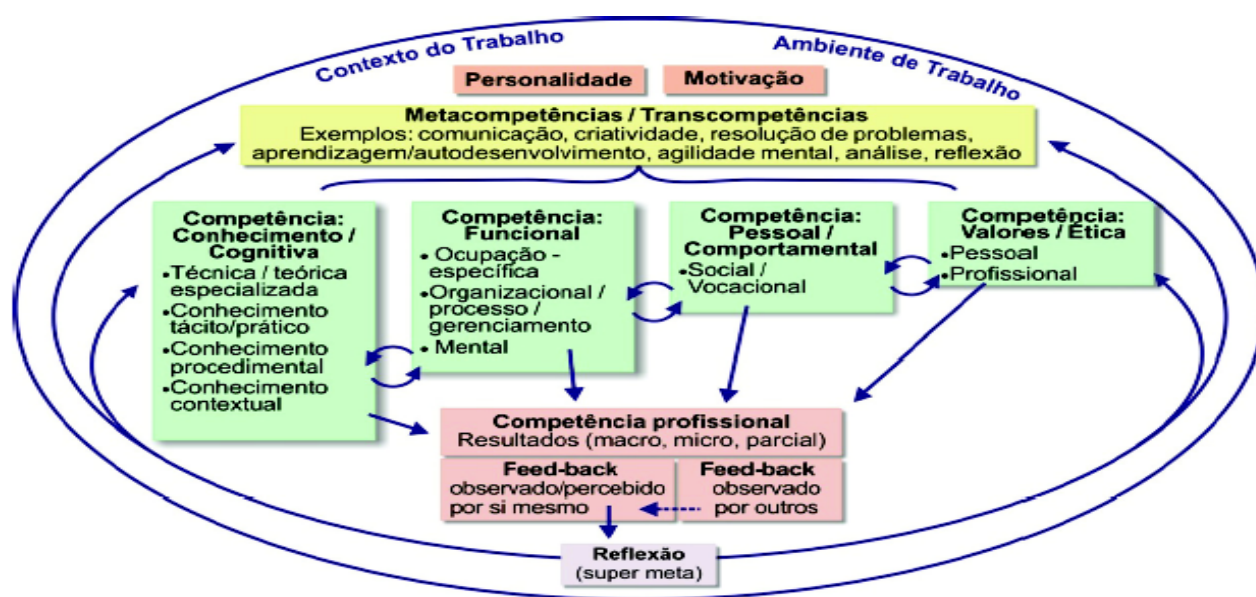 Contexto do Trabalho
Ambiente de Trabalho
Personalidade
Motivação
Metacompetências / Transcompetências
Exemplos: comunicação, criatividade, resolução de problemas,
aprendizagem/autodesenvolvimento, agilidade mental, análise, reflexão
Competência:
Conhecimento /
Cognitiva
•Técnica / teórica
especializada
•Conhecimento
tácito/prático
•Conhecimento
procedimental
•Conhecimento
contextual
Competência:
Funcional
• Ocupação -
específica
•Organizacional /
processo /
gerenciamento
• Mental
Competência:
Pessoal /
Comportamental
•Social /
Vocacional
Competência:
Valores / Ética
•Pessoal
•Profissional
Competência profissional
Resultados (macro, micro, parcial)
Feed-back
observado/percebido
por si mesmo
Feed-back
observado
por outros
Reflexão
(super meta)